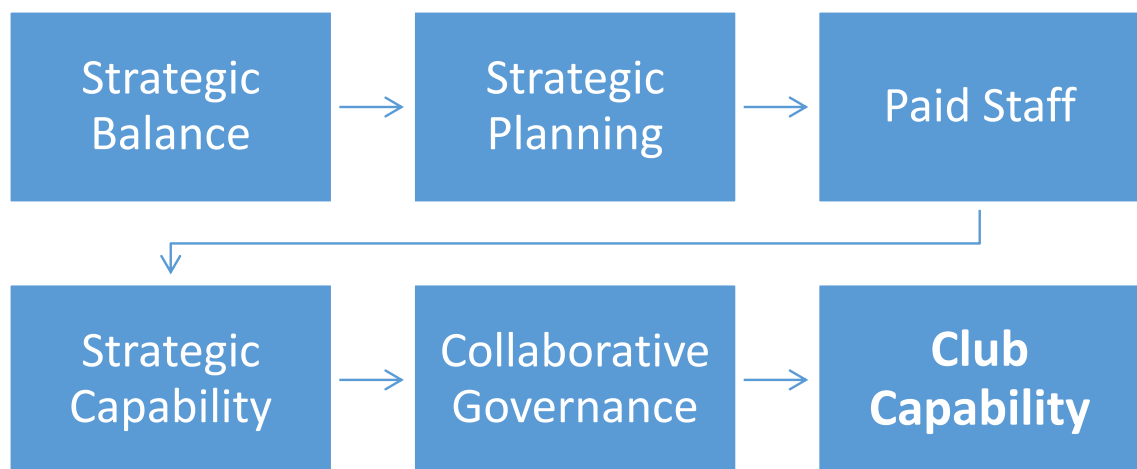 Strategic
Balance
Strategic
Planning
Paid Staff
Strategic
Capability
Collaborative
Governance
Club
Capability